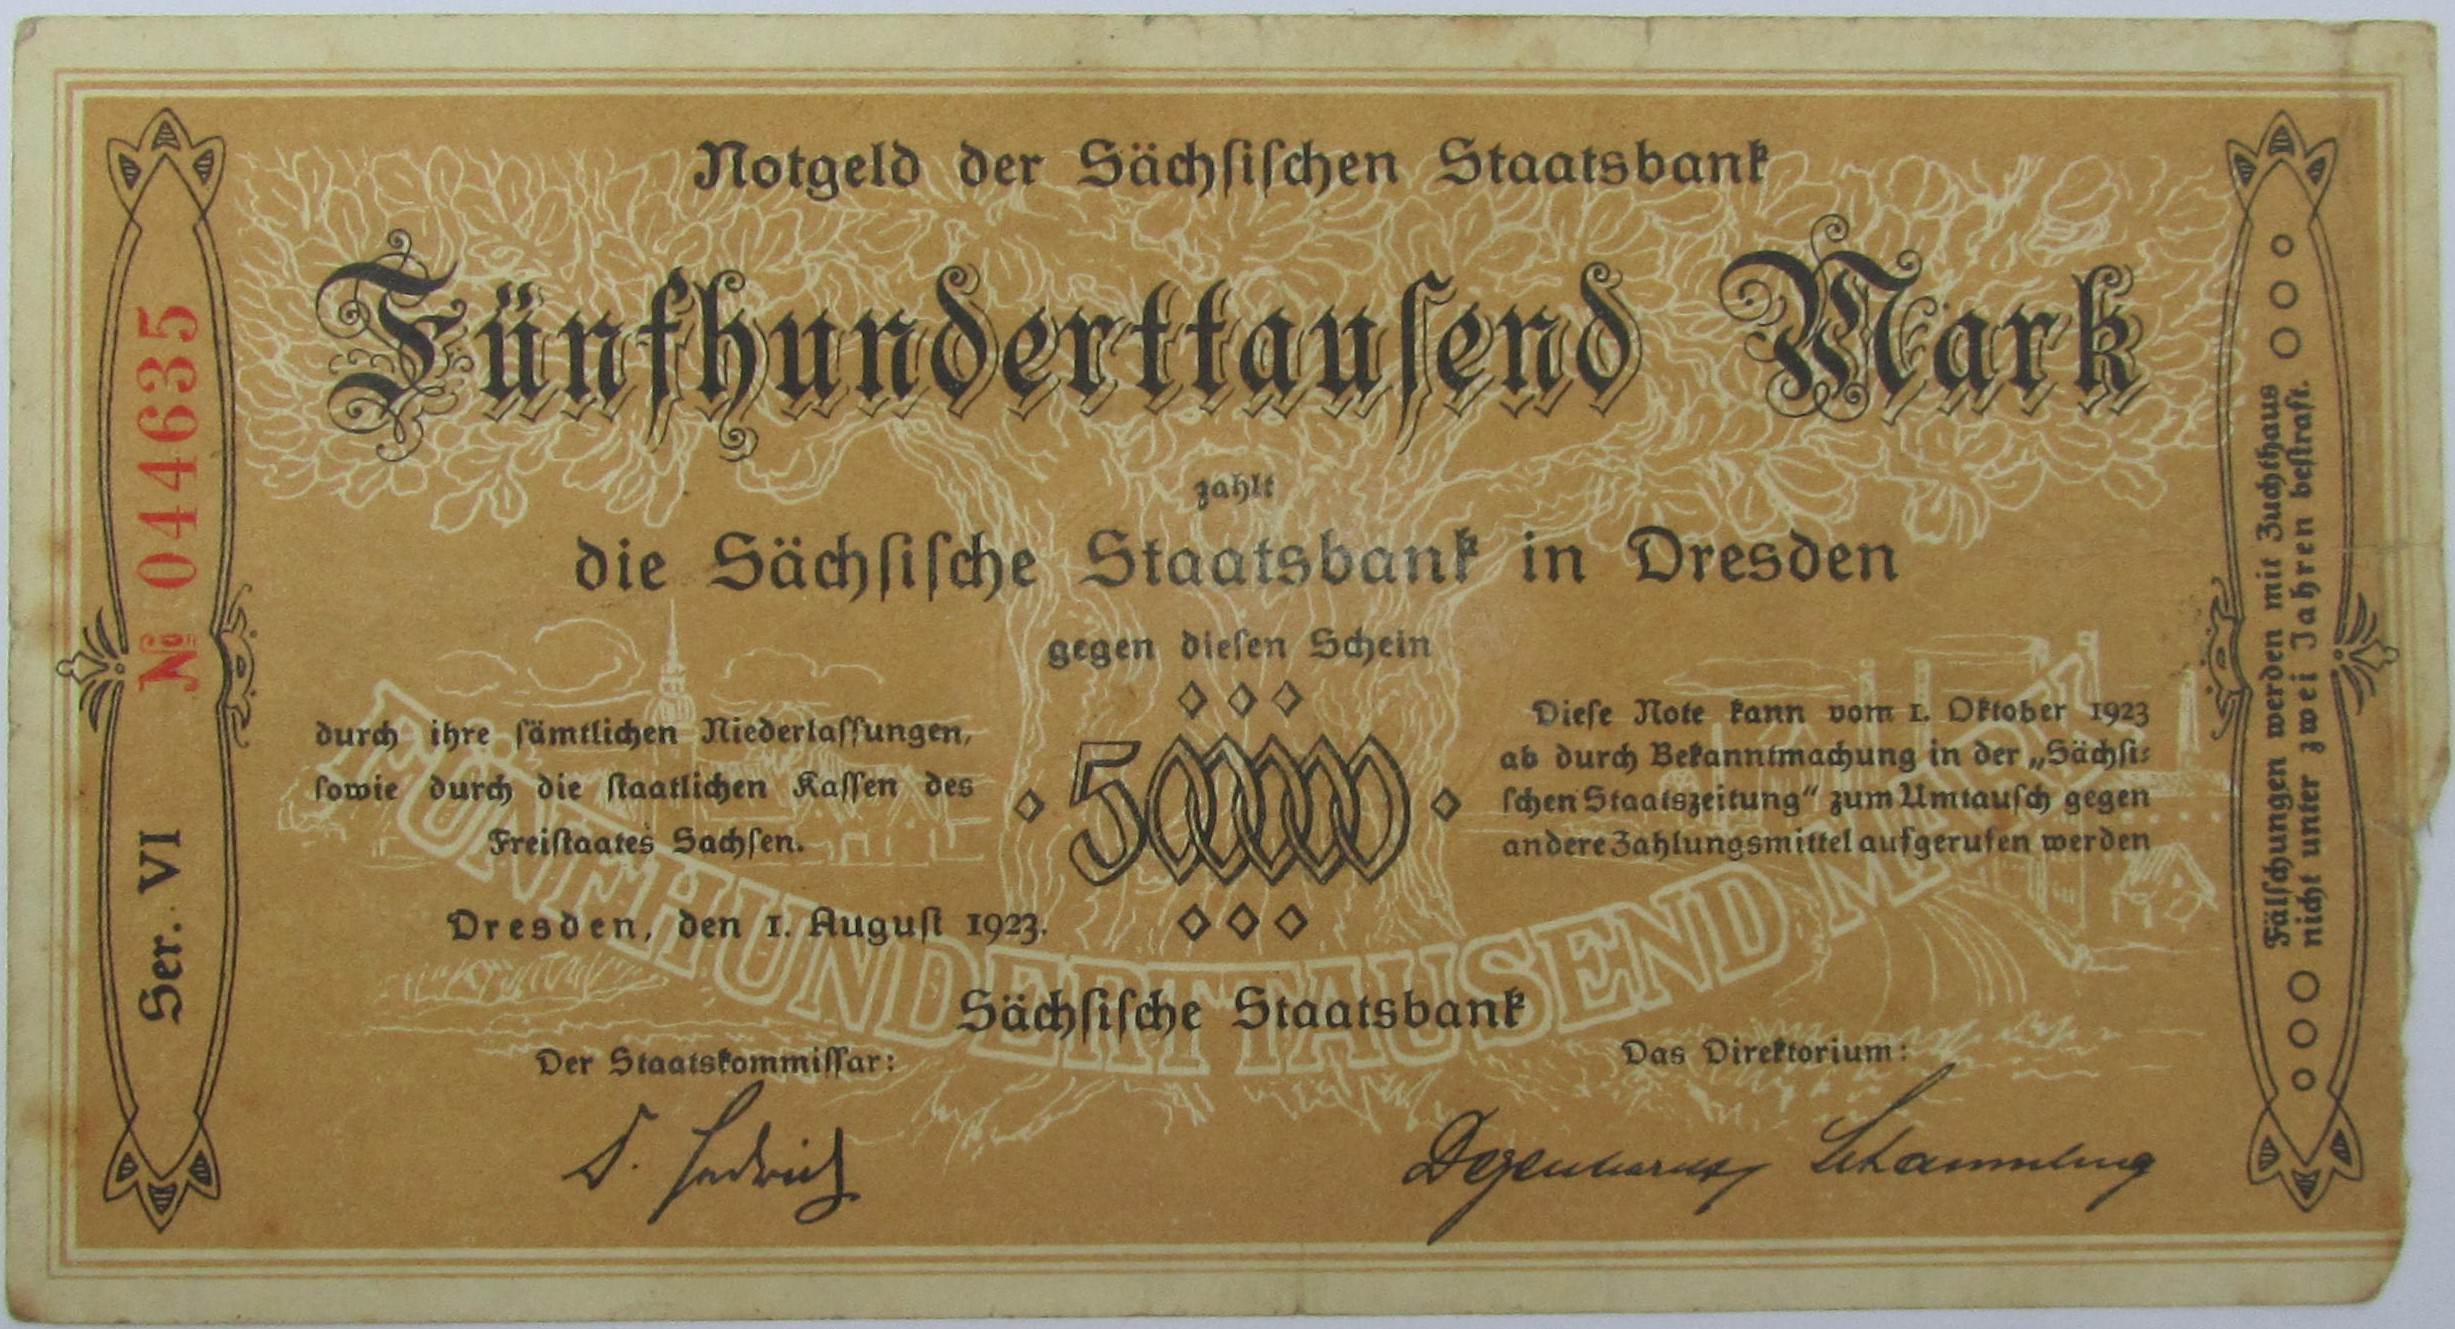 Notgeld der Sächſiſchen Staatsbank
Fünfhunderttauſend Mark
zahlt
die Sächſiſche Staatsbank in Dresden
gegen dieſen Schein
durch ihre ſämtlichen Niederlaſſungen,
ſowie durch die ſtaatlichen Kaſſen des
Freiſtaates Sachſen.
500000
Dieſe Note kann vom 1. Oktober 1923
ab durch Bekanntmachung in der „Sächſi⸗
ſchen Staatszeitung“ zum Umtauſch gegen
andere Zahlungsmittel aufgerufen werden
Dresden, den 1. Auguſt 1923.
FÜNFHUNDERTTAUSEND MARK
Sächſiſche Staatsbank
Der Staatskommiſſar:
Das Direktorium:
Degenhardt
№ 044635
Ser. VI
Fälſchungen werden mit Zuchthaus
nicht unter zwei Jahren beſtraft.